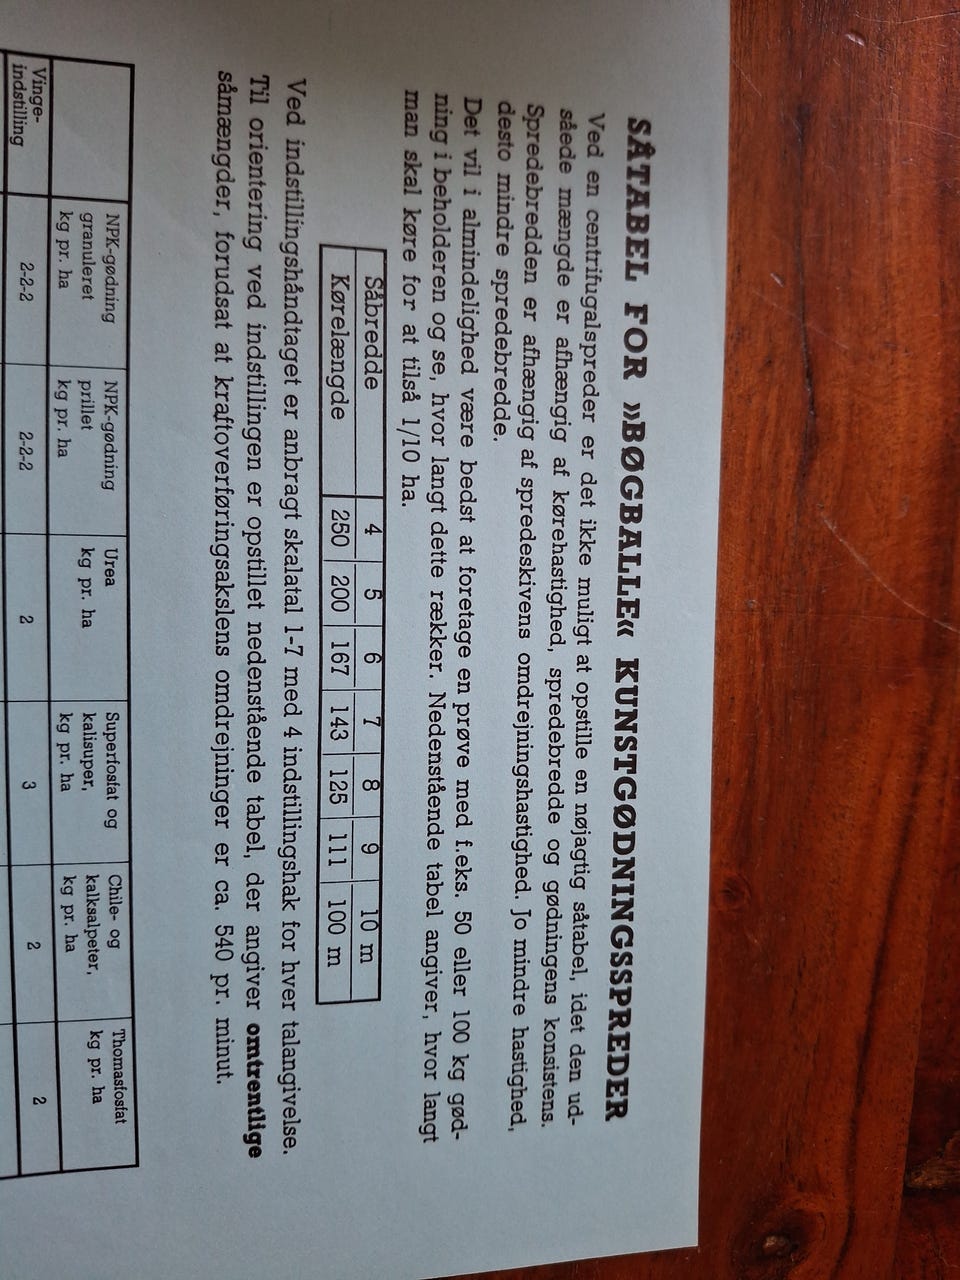 SÅTABEL FOR »BØGBALLE« KUNSTGØDNINGSSPREDER
Ved en centrifugalspreder er det ikke muligt at opstille en nøjagtig såtabel, idet den ud-
såede mængde er afhængig af kørehastighed, spredebredde og gødningens konsistens.
Spredebredden er afhængig af spredeskivens omdrejningshastighed. Jo mindre hastighed,
desto mindre spredebredde.
Det vil i almindelighed være bedst at foretage en prøve med f.eks. 50 eller 100 kg gød-
ning i beholderen og se, hvor langt dette rækker. Nedenstående tabel angiver, hvor langt
man skal køre for at tilså 1/10 ha.
Såbredde 4 5 6 7 8 9 10 m
Kørelængde 250 200 167 143 125 111 100 m
Ved indstillingshåndtaget er anbragt skalatal 1-7 med 4 indstillingshak for hver talangivelse.
Til orientering ved indstillingen er opstillet nedenstående tabel, der angiver omtrentlige
såmængder, forudsat at kraftoverføringsakslens omdrejninger er ca. 540 pr. minut.
NPK-gødning granuleret kg pr. ha
NPK-gødning prillet kg pr. ha
Urea kg pr. ha
Superfosfat og kalisuper, kg pr. ha
Chile- og kalksalpeter, kg pr. ha
Thomasfosfat kg pr. ha
Vinge-
indstilling 2-2-2 2-2-2 2 3 2 2